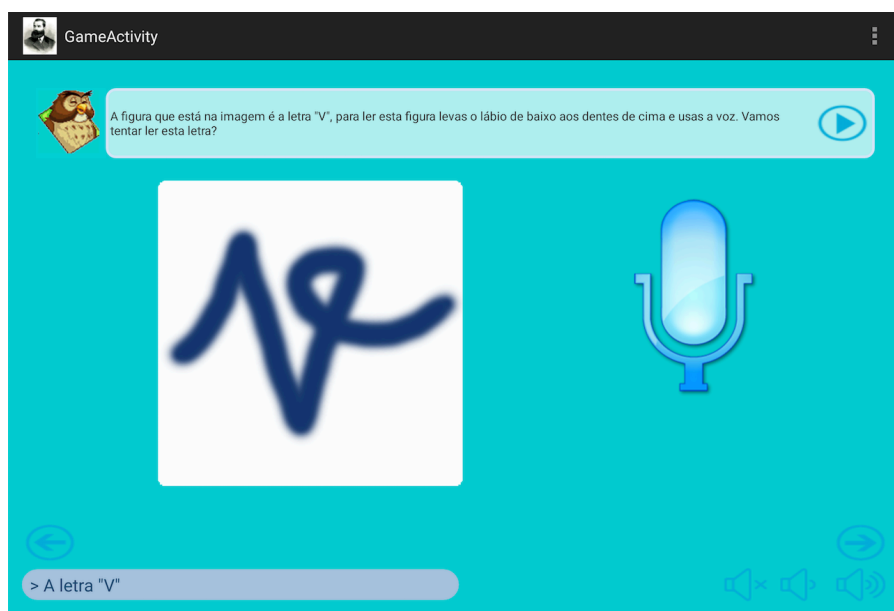 GameActivity
A figura que está na imagem é a letra "V", para ler esta figura levas o lábio de baixo aos dentes de cima e usas a voz. Vamos
tentar ler esta letra?
V
> A letra "V"